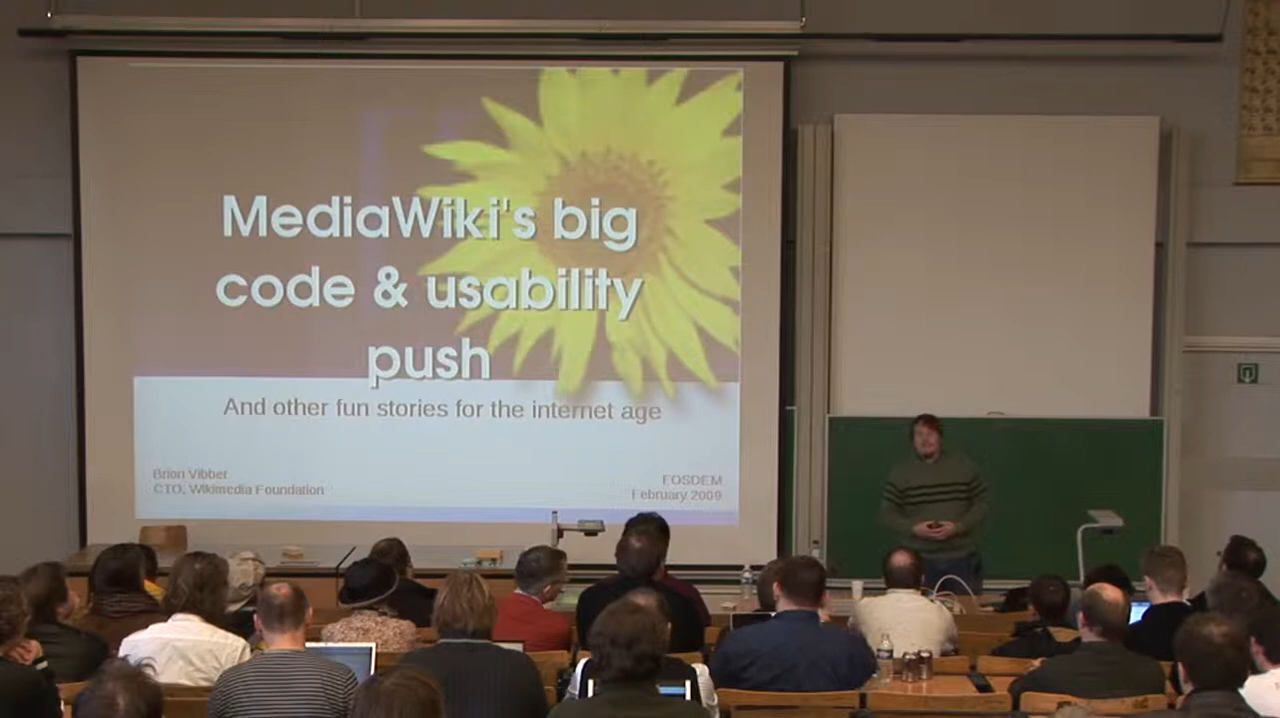 MediaWiki's big
code & usability
push
And other fun stories for the internet age
Brion Vibber
CTO, Wikimedia Foundation
FOSDEM
February 2009